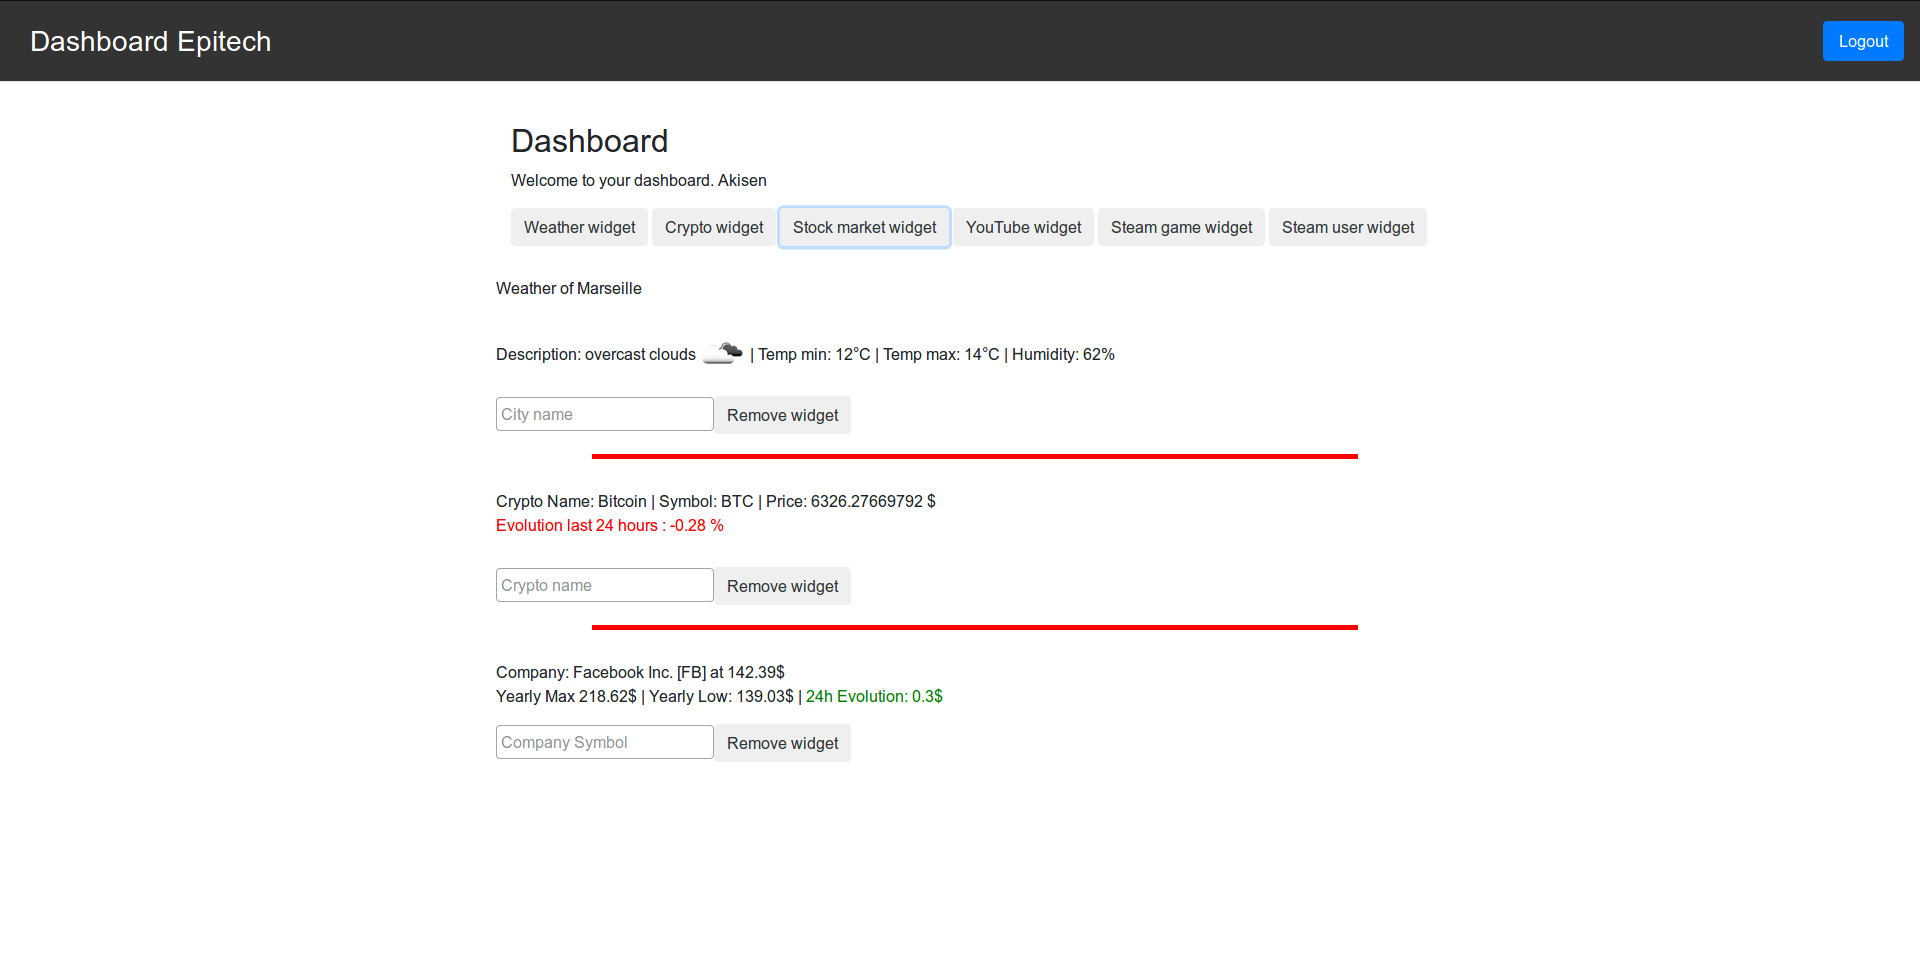 Dashboard Epitech
Logout
Dashboard
Welcome to your dashboard. Akisen
Weather widget Crypto widget Stock market widget YouTube widget Steam game widget Steam user widget
Weather of Marseille
Description: overcast clouds | Temp min: 12°C | Temp max: 14°C | Humidity: 62%
City name Remove widget
Crypto Name: Bitcoin | Symbol: BTC | Price: 6326.27669792 $
Evolution last 24 hours : -0.28 %
Crypto name Remove widget
Company: Facebook Inc. [FB] at 142.39$
Yearly Max 218.62$ | Yearly Low: 139.03$ | 24h Evolution: 0.3$
Company Symbol Remove widget